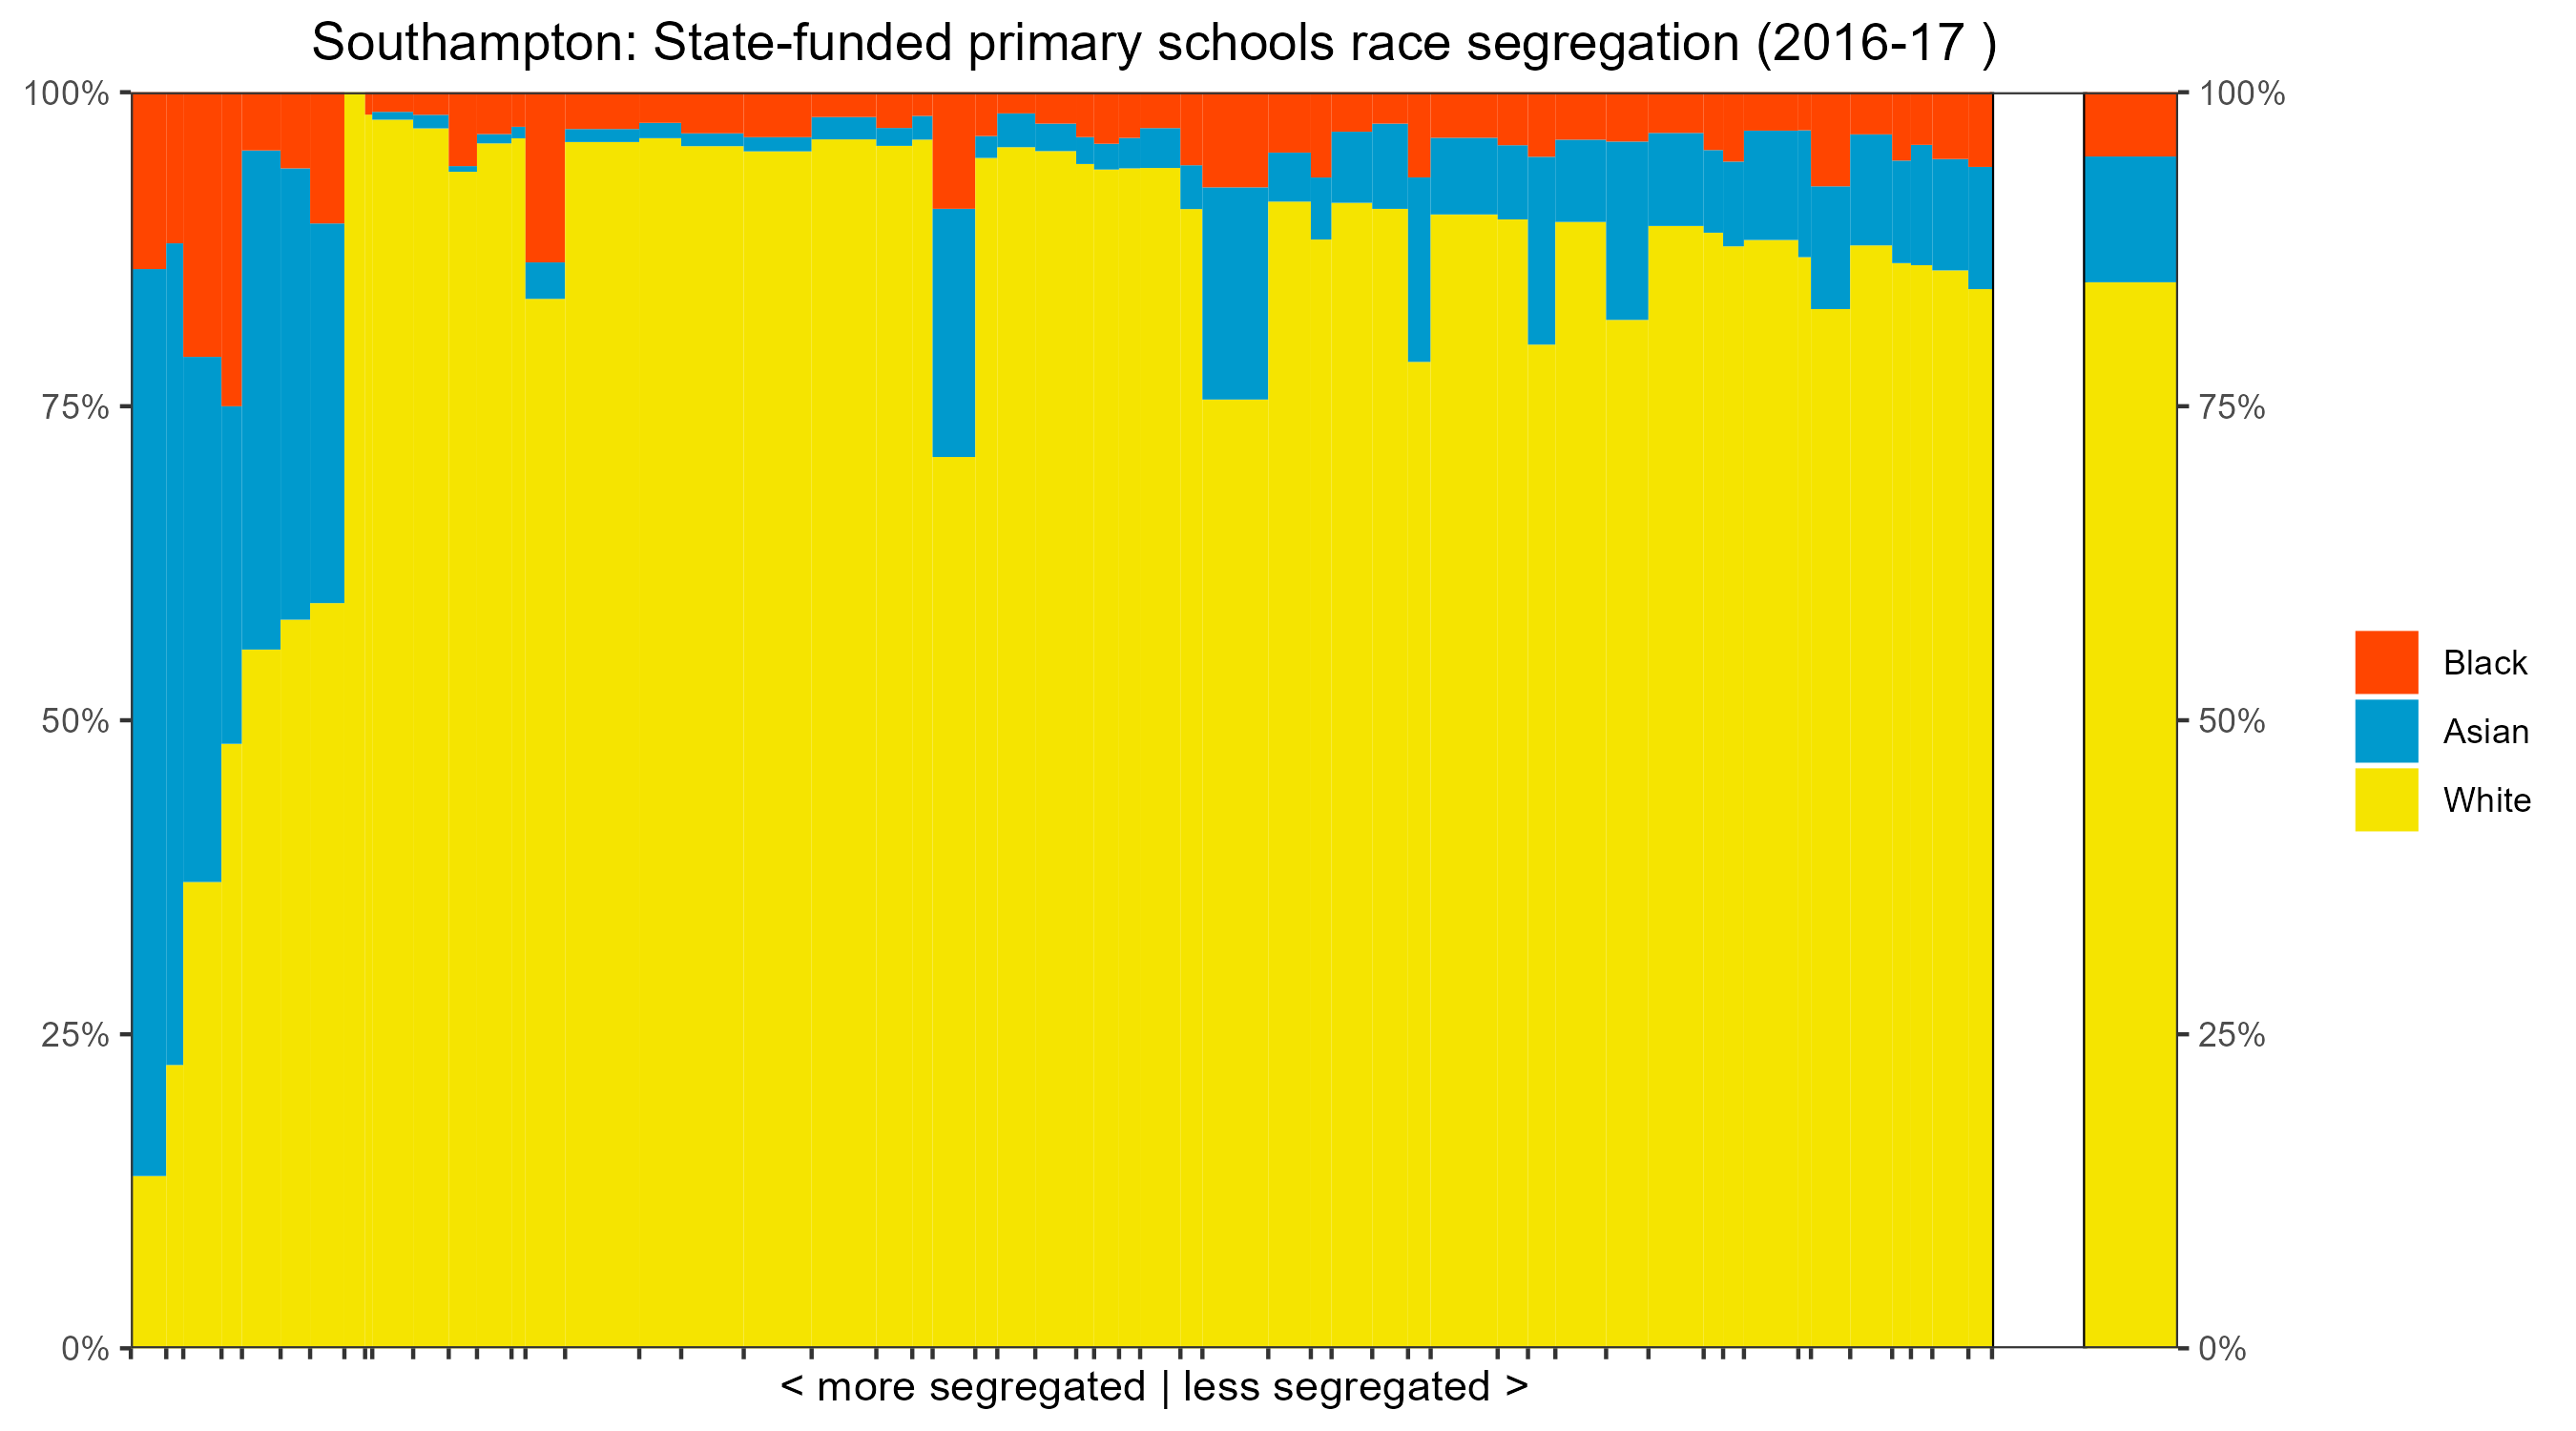 Southampton: State-funded primary schools race segregation (2016-17 )
100%
100%
75%
75%
50%
50%
25%
25%
0%
0%
Black
Asian
White
< more segregated | less segregated >